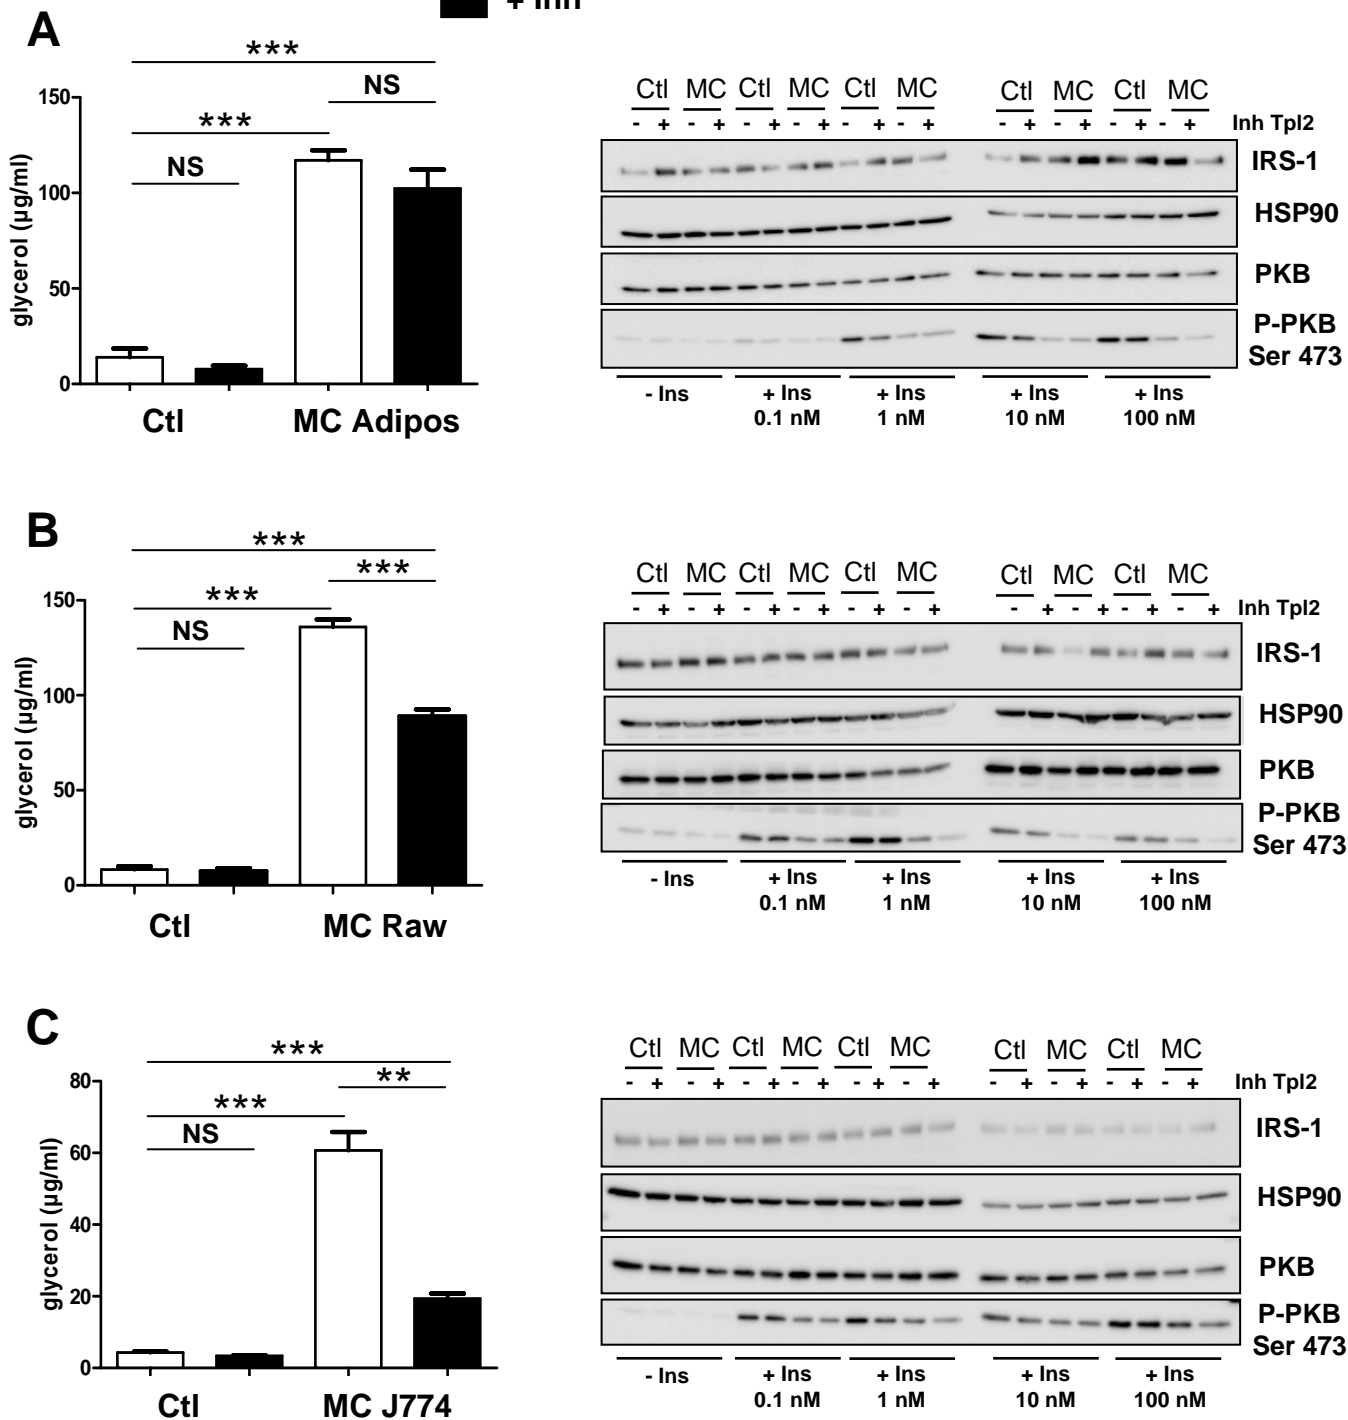 + Inh
A
***
NS
***
NS
150
100
50
0
glycerol (µg/ml)
Ctl
MC Adipos
Ctl MC Ctl MC Ctl MC Ctl MC Ctl MC
- + - + - + - + - + - + - + - + - + - + Inh Tpl2
IRS-1
HSP90
PKB
P-PKB
Ser 473
- Ins
+ Ins
0.1 nM
+ Ins
1 nM
+ Ins
10 nM
+ Ins
100 nM
B
***
***
***
NS
150
100
50
0
glycerol (µg/ml)
Ctl
MC Raw
Ctl MC Ctl MC Ctl MC Ctl MC Ctl MC
- + - + - + - + - + - + - + - + - + - + Inh Tpl2
IRS-1
HSP90
PKB
P-PKB
Ser 473
- Ins
+ Ins
0.1 nM
+ Ins
1 nM
+ Ins
10 nM
+ Ins
100 nM
C
***
**
***
NS
80
60
40
20
0
glycerol (µg/ml)
Ctl
MC J774
Ctl MC Ctl MC Ctl MC Ctl MC Ctl MC
- + - + - + - + - + - + - + - + - + - + Inh Tpl2
IRS-1
HSP90
PKB
P-PKB
Ser 473
- Ins
+ Ins
0.1 nM
+ Ins
1 nM
+ Ins
10 nM
+ Ins
100 nM